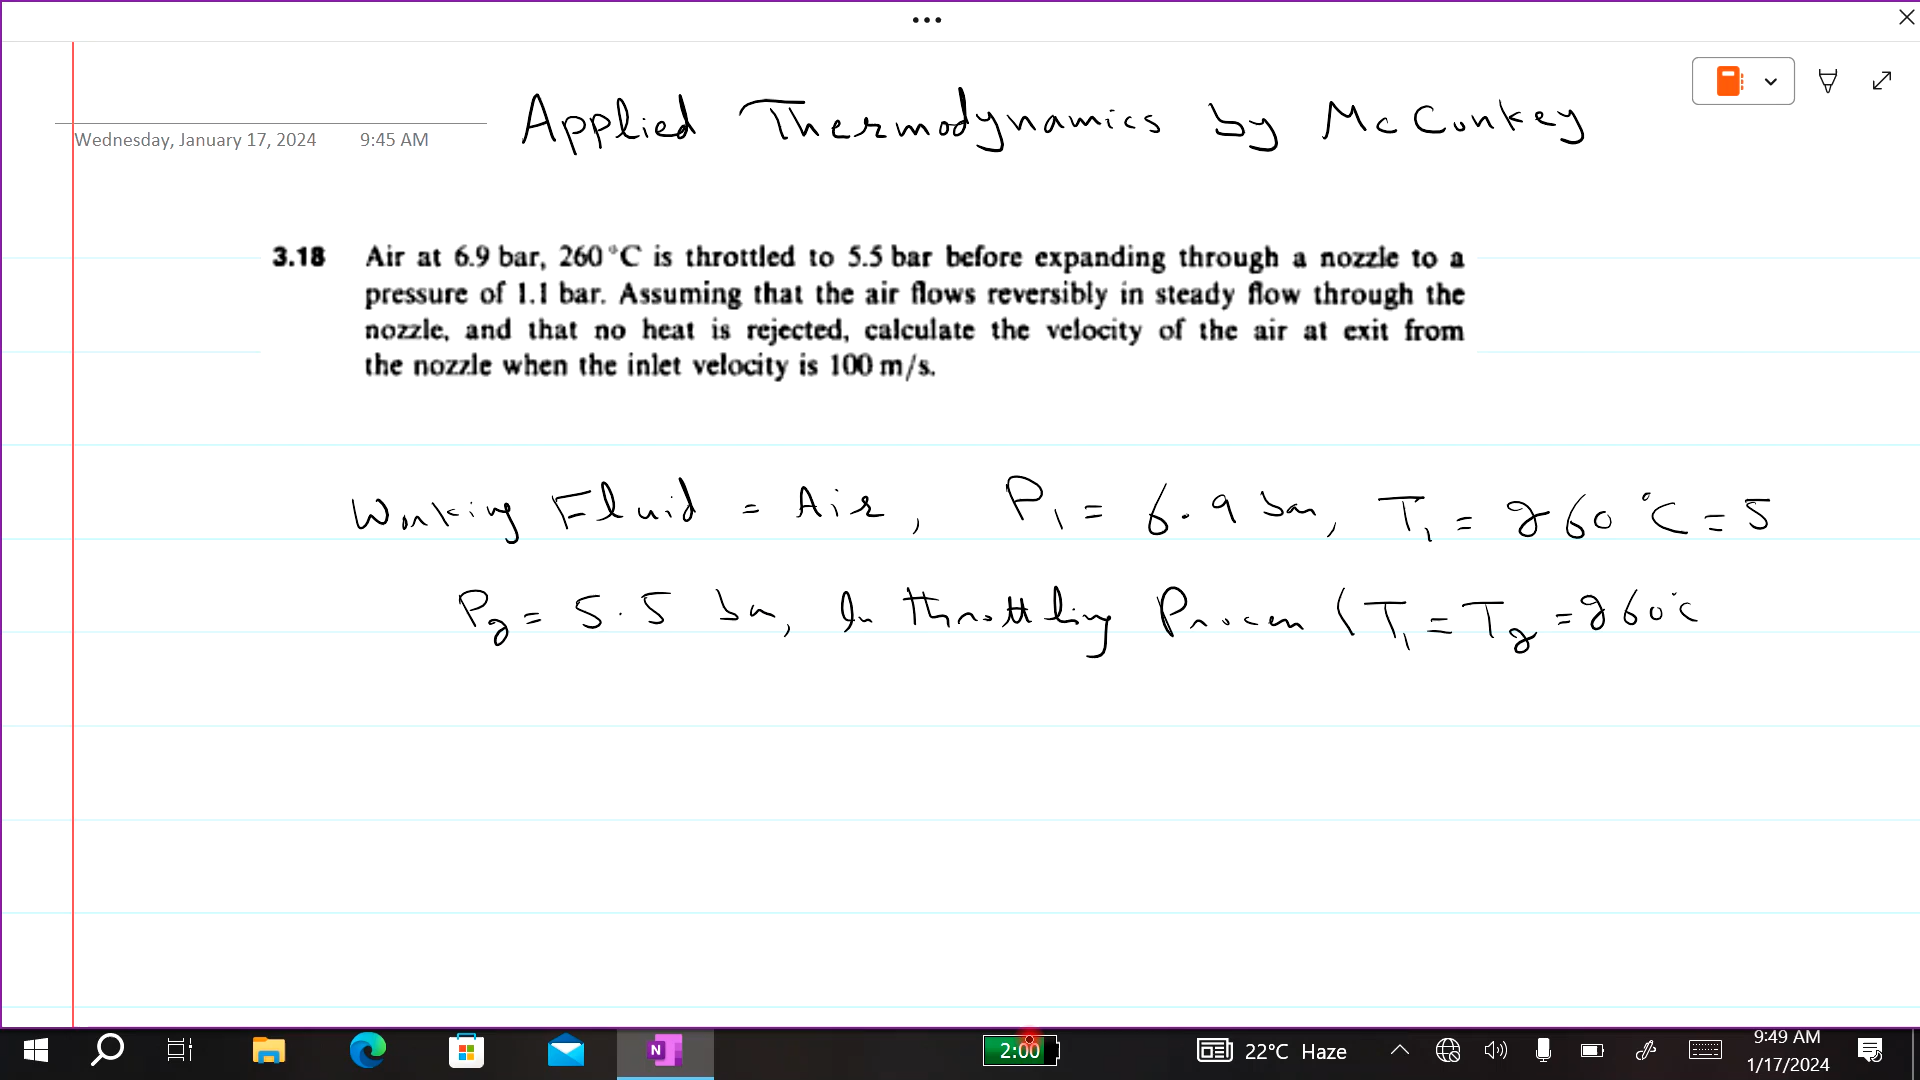 Wednesday, January 17, 2024 9:45 AM
Applied Thermodynamics by McConkey
3.18 Air at 6.9 bar, 260 °C is throttled to 5.5 bar before expanding through a nozzle to a
pressure of 1.1 bar. Assuming that the air flows reversibly in steady flow through the
nozzle, and that no heat is rejected, calculate the velocity of the air at exit from
the nozzle when the inlet velocity is 100 m/s.
Working Fluid = Air, P₁ = 6.9 bar, T₁ = 260 °C = 5
P₂ = 5.5 bar, In throttling Process (T₁ = T₂ = 260°C
N
2:00
22°C Haze
9:49 AM
1/17/2024